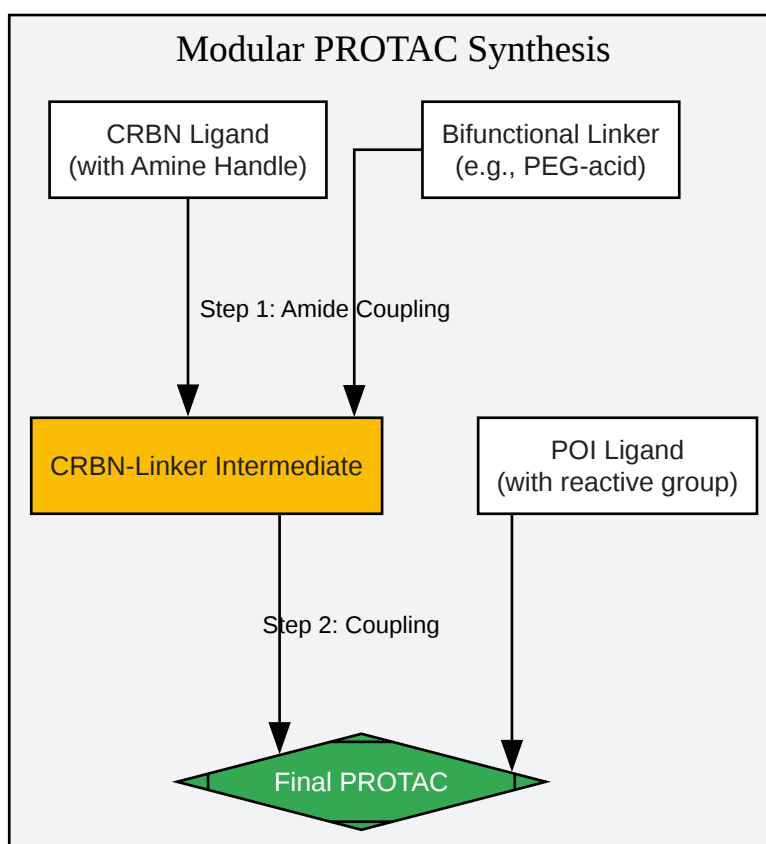 Modular PROTAC Synthesis
CRBN Ligand
(with Amine Handle)
Bifunctional Linker
(e.g., PEG-acid)
Step 1: Amide Coupling
CRBN-Linker Intermediate
POI Ligand
(with reactive group)
Step 2: Coupling
Final PROTAC